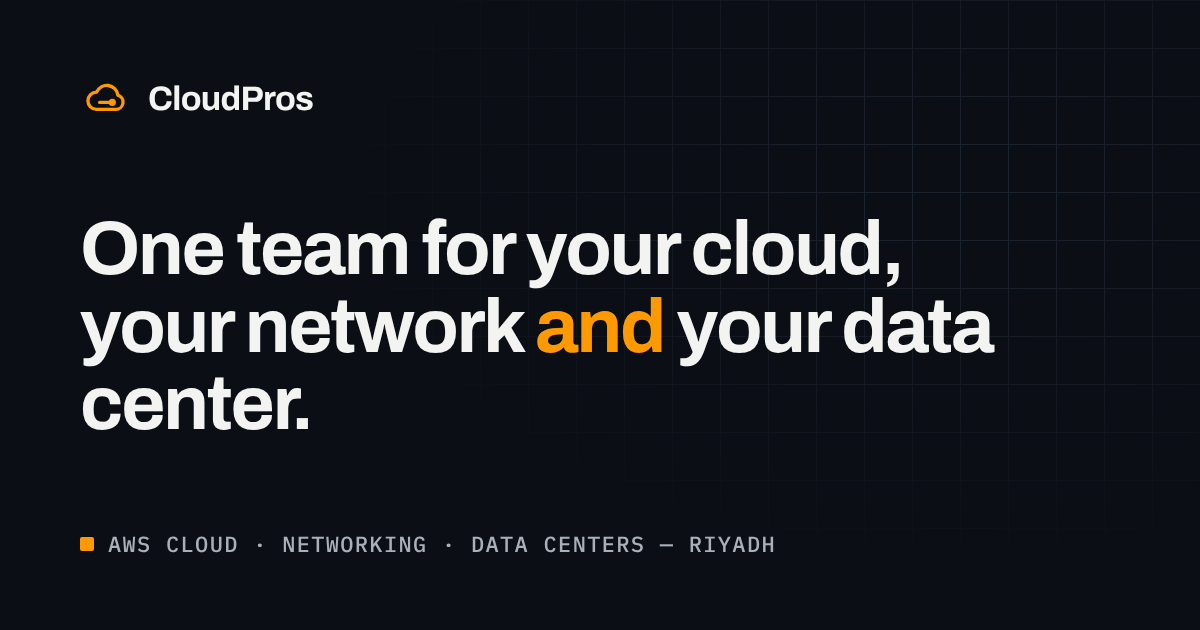 CloudPros
One team for your cloud,
your network and your data
center.
AWS CLOUD · NETWORKING · DATA CENTERS — RIYADH